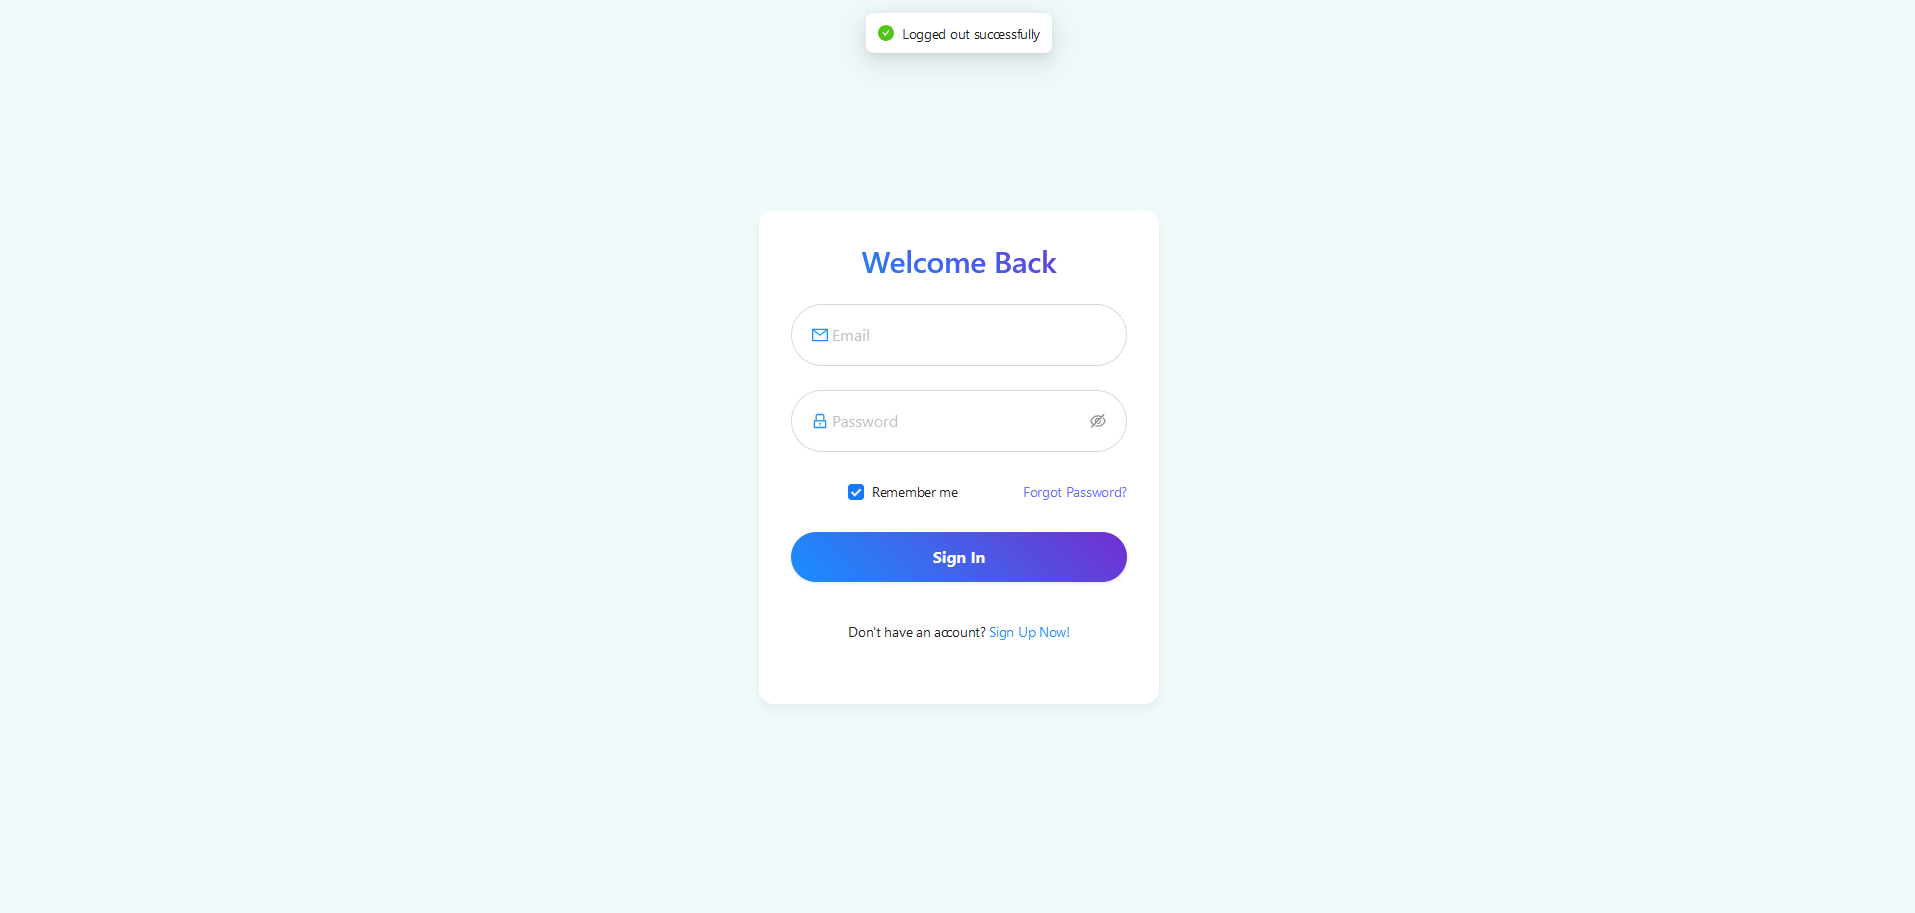 Logged out successfully
Welcome Back
Email
Password
Remember me
Forgot Password?
Sign In
Don't have an account? Sign Up Now!